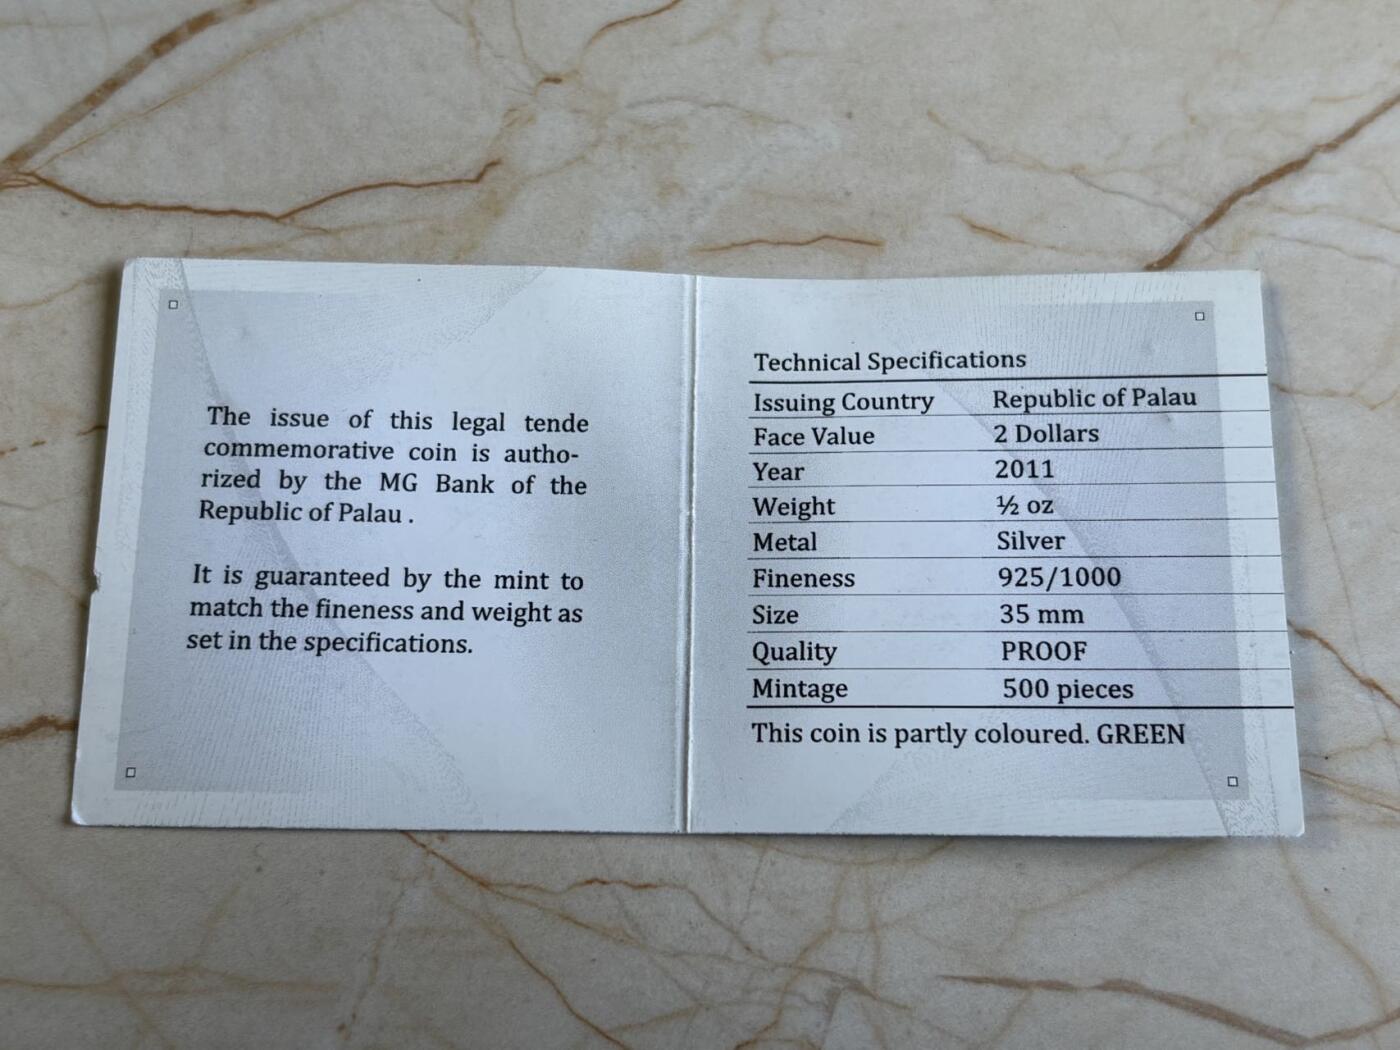 The issue of this legal tende
commemorative coin is autho-
rized by the MG Bank of the
Republic of Palau .
It is guaranteed by the mint to
match the fineness and weight as
set in the specifications.
Technical Specifications
Issuing Country Republic of Palau
Face Value 2 Dollars
Year 2011
Weight ½ oz
Metal Silver
Fineness 925/1000
Size 35 mm
Quality PROOF
Mintage 500 pieces
This coin is partly coloured. GREEN